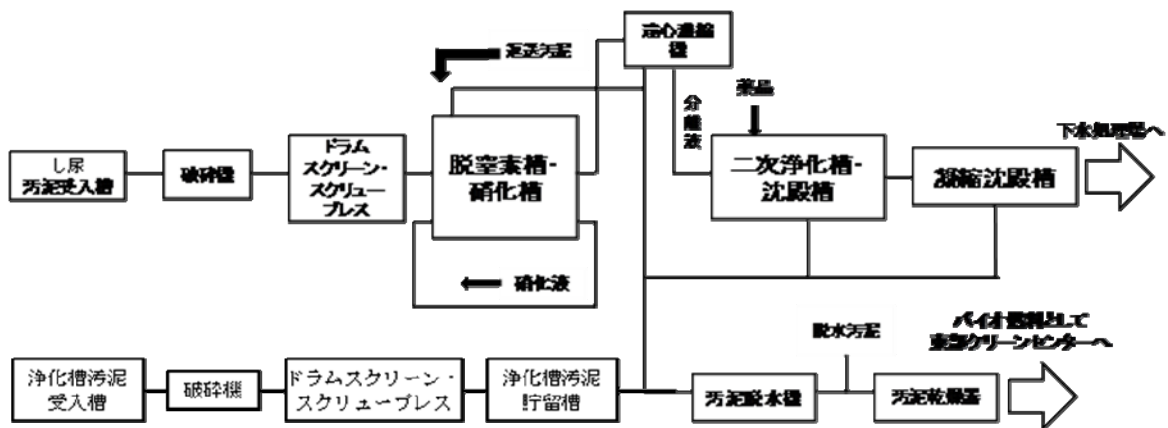 遠心濃縮
機
返送汚泥
薬品
分離液
下水処理場へ
し尿
汚泥受入槽
破砕機
ドラム
スクリーン・
スクリュー
プレス
脱窒素槽-
硝化槽
二次浄化槽-
沈殿槽
凝縮沈殿槽
硝化液
脱水汚泥
バイオ燃料として
東部クリーンセンターへ
浄化槽汚泥
受入槽
破砕機
ドラムスクリーン・
スクリュープレス
浄化槽汚泥
貯留槽
汚泥脱水機
汚泥乾燥器